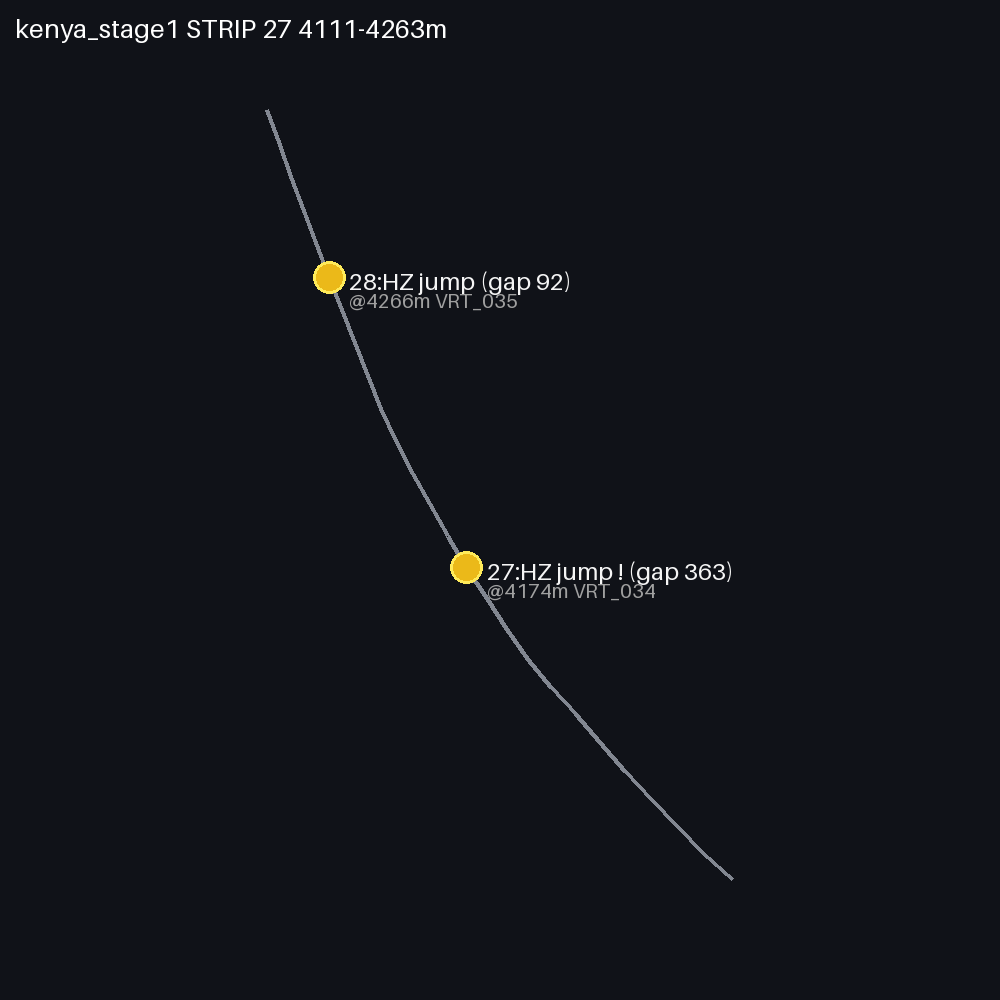 kenya_stage1 STRIP 27 4111-4263m
28:HZ jump (gap 92)
@4266m VRT_035
27:HZ jump ! (gap 363)
@4174m VRT_034